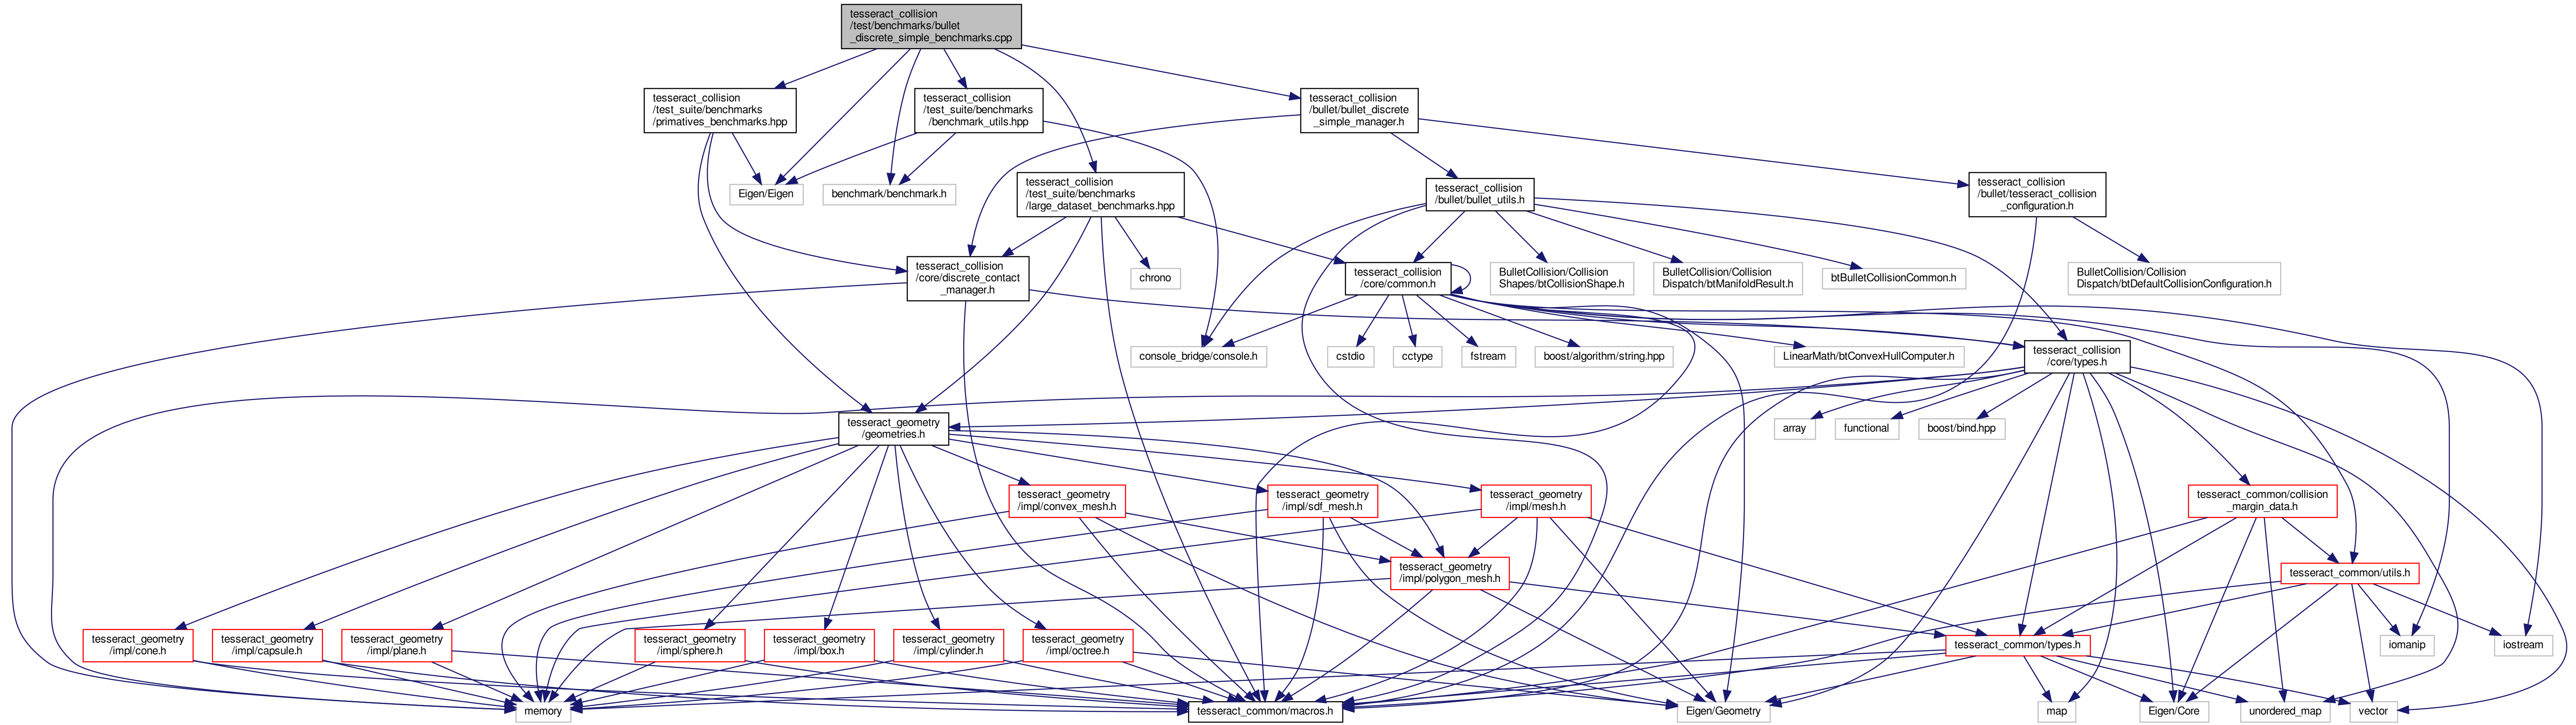 tesseract_collision
/test/benchmarks/bullet
_discrete_simple_benchmarks.cpp
tesseract_collision
/test_suite/benchmarks
/primatives_benchmarks.hpp
tesseract_collision
/test_suite/benchmarks
/benchmark_utils.hpp
tesseract_collision
/bullet/bullet_discrete
_simple_manager.h
Eigen/Eigen
benchmark/benchmark.h
tesseract_collision
/test_suite/benchmarks
/large_dataset_benchmarks.hpp
tesseract_collision
/bullet/bullet_utils.h
tesseract_collision
/bullet/tesseract_collision
_configuration.h
tesseract_collision
/core/discrete_contact
_manager.h
chrono
tesseract_collision
/core/common.h
BulletCollision/Collision
Shapes/btCollisionShape.h
BulletCollision/Collision
Dispatch/btManifoldResult.h
btBulletCollisionCommon.h
BulletCollision/Collision
Dispatch/btDefaultCollisionConfiguration.h
console_bridge/console.h
cstdio
cctype
fstream
boost/algorithm/string.hpp
LinearMath/btConvexHullComputer.h
tesseract_collision
/core/types.h
tesseract_geometry
/geometries.h
array
functional
boost/bind.hpp
tesseract_geometry
/impl/convex_mesh.h
tesseract_geometry
/impl/sdf_mesh.h
tesseract_geometry
/impl/mesh.h
tesseract_common/collision
_margin_data.h
tesseract_geometry
/impl/polygon_mesh.h
tesseract_common/utils.h
tesseract_geometry
/impl/cone.h
tesseract_geometry
/impl/capsule.h
tesseract_geometry
/impl/plane.h
tesseract_geometry
/impl/sphere.h
tesseract_geometry
/impl/box.h
tesseract_geometry
/impl/cylinder.h
tesseract_geometry
/impl/octree.h
tesseract_common/types.h
iomanip
iostream
memory
tesseract_common/macros.h
Eigen/Geometry
map
Eigen/Core
unordered_map
vector